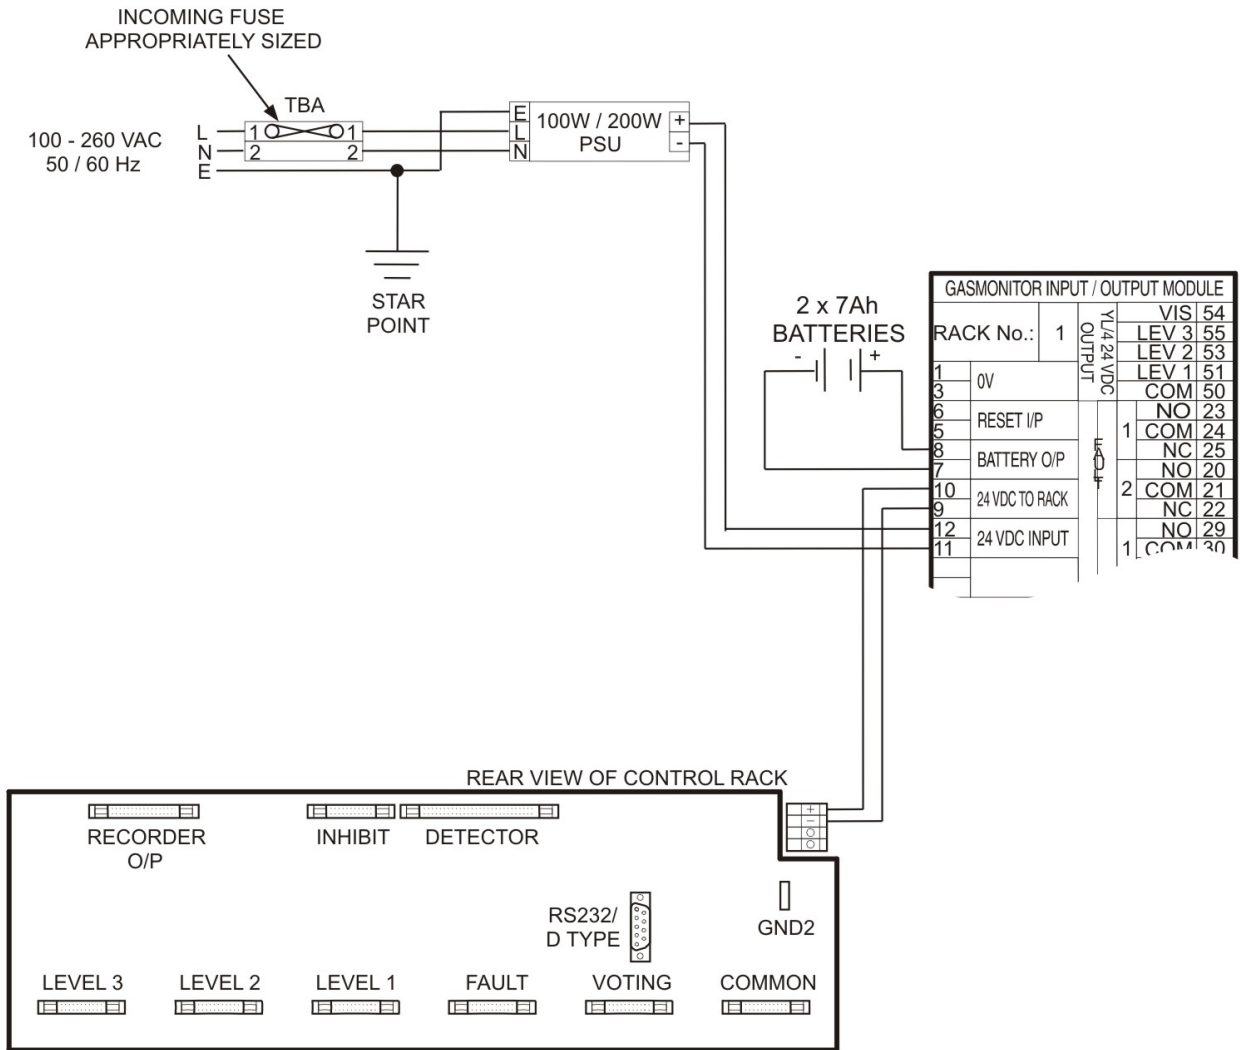 INCOMING FUSE
APPROPRIATELY SIZED
TBA
100 - 260 VAC
50 / 60 Hz
L
N
E
1 1
2 2
E
L
N
100W / 200W
PSU
+
-
STAR
POINT
2 x 7Ah
BATTERIES
- +
GASMONITOR INPUT / OUTPUT MODULE
RACK No.: 1
YL/4 24 VDC
OUTPUT
VIS 54
LEV 3 55
LEV 2 53
LEV 1 51
COM 50
1
3
0V
6
5
RESET I/P
8
7
BATTERY O/P
10
9
24 VDC TO RACK
12
11
24 VDC INPUT
FAULT
1
NO 23
COM 24
NC 25
2
NO 20
COM 21
NC 22
1
NO 29
COM 30
REAR VIEW OF CONTROL RACK
+
-
RECORDER
O/P
INHIBIT
DETECTOR
RS232/
D TYPE
GND2
LEVEL 3
LEVEL 2
LEVEL 1
FAULT
VOTING
COMMON